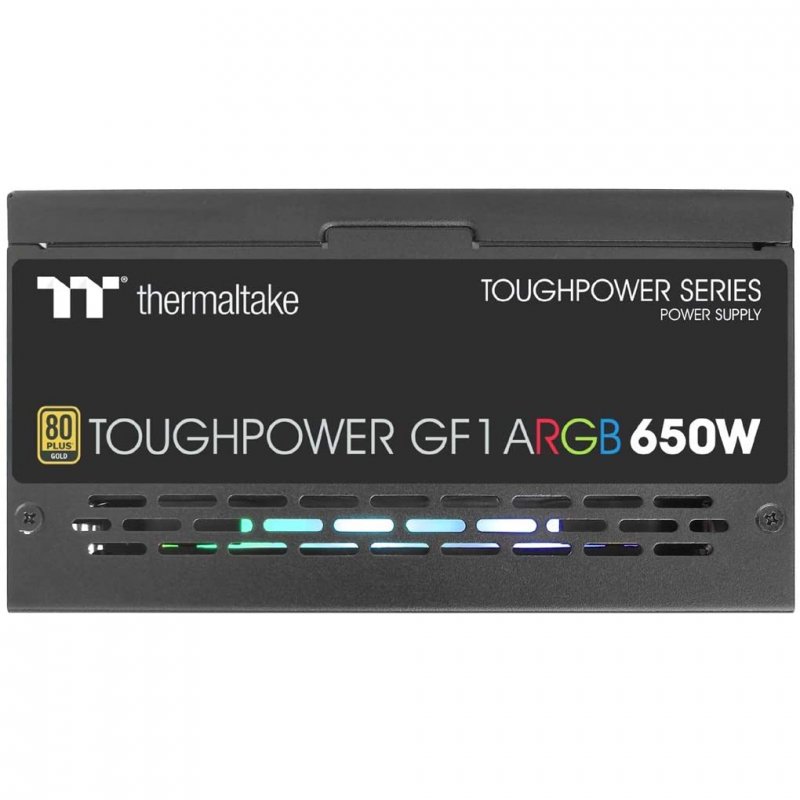 thermaltake
TOUGHPOWER SERIES
POWER SUPPLY
80
PLUS
GOLD
TOUGHPOWER GF1 ARGB 650W